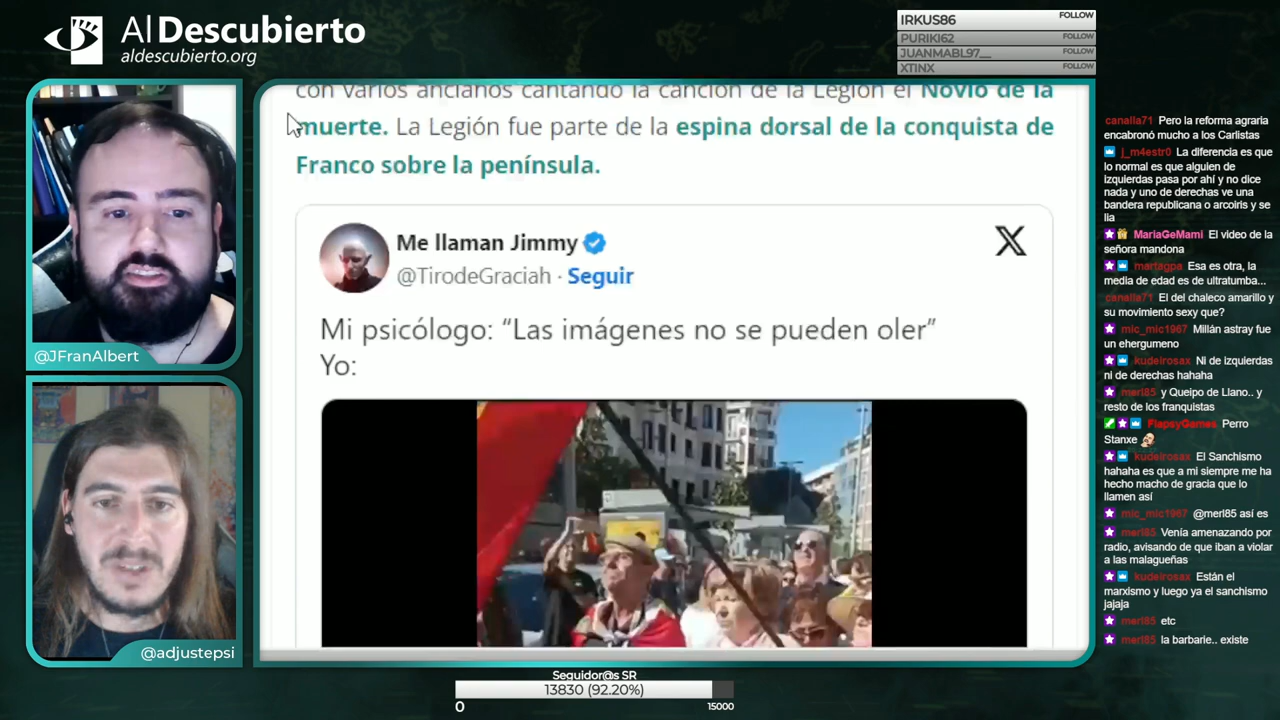 Al Descubierto
aldescubierto.org
IRKUS86 FOLLOW
PURIKI62 FOLLOW
JUANMABL97__ FOLLOW
XTINX FOLLOW
@JFranAlbert
@adjustepsi
con varios ancianos cantando la canción de la Legión el Novio de la
muerte. La Legión fue parte de la espina dorsal de la conquista de
Franco sobre la península.
Me llaman Jimmy
@TirodeGraciah · Seguir
Mi psicólogo: “Las imágenes no se pueden oler”
Yo:
canalla71 Pero la reforma agraria
encabronó mucho a los Carlistas
j_m4estr0 La diferencia es que
lo normal es que alguien de
izquierdas pasa por ahí y no dice
nada y uno de derechas ve una
bandera republicana o arcoiris y se
lia
MariaGeMami El video de la
señora mandona
martagpa Esa es otra, la
media de edad es de ultratumba...
canalla71 El del chaleco amarillo y
su movimiento sexy que?
mic_mic1967 Millán astray fue
un ehergumeno
kudeirosax Ni de izquierdas
ni de derechas hahaha
merl85 y Queipo de Llano.. y
resto de los franquistas
FlapsyGames Perro
Stanxe
kudeirosax El Sanchismo
hahaha es que a mi siempre me ha
hecho macho de gracia que lo
llamen así
mic_mic1967 @merl85 así es
merl85 Venía amenazando por
radio, avisando de que iban a violar
a las malagueñas
kudeirosax Están el
marxismo y luego ya el sanchismo
jajaja
merl85 etc
merl85 la barbarie.. existe
Seguidor@s SR
13830 (92.20%)
0 15000